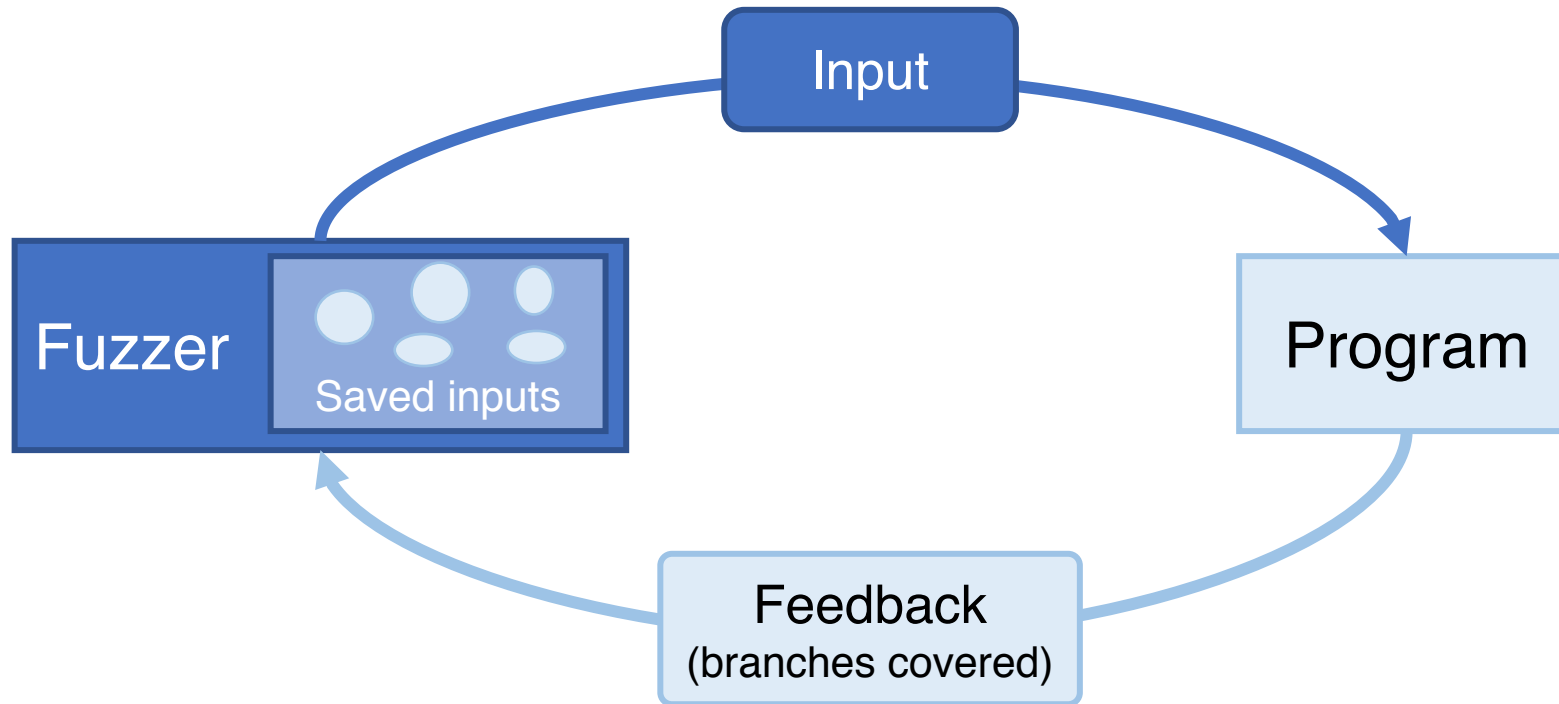 Input
Fuzzer
Saved inputs
Program
Feedback
(branches covered)